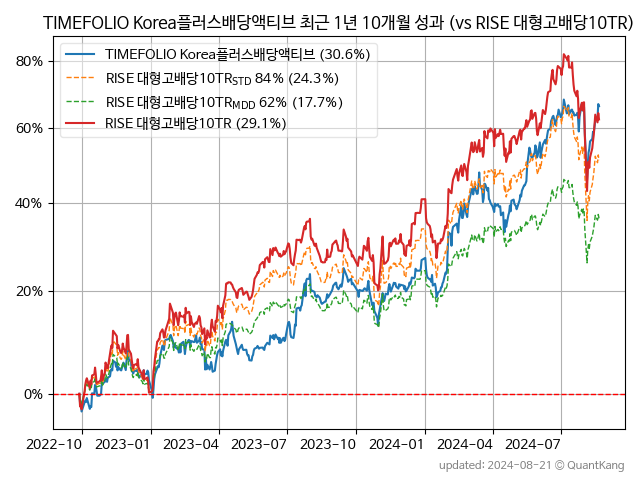 TIMEFOLIO Korea플러스배당액티브 최근 1년 10개월 성과 (vs RISE 대형고배당10TR)
TIMEFOLIO Korea플러스배당액티브 (30.6%)
RISE 대형고배당10TR_STD 84% (24.3%)
RISE 대형고배당10TR_MDD 62% (17.7%)
RISE 대형고배당10TR (29.1%)
80%
60%
40%
20%
0%
2022-10 2023-01 2023-04 2023-07 2023-10 2024-01 2024-04 2024-07
updated: 2024-08-21 © QuantKang